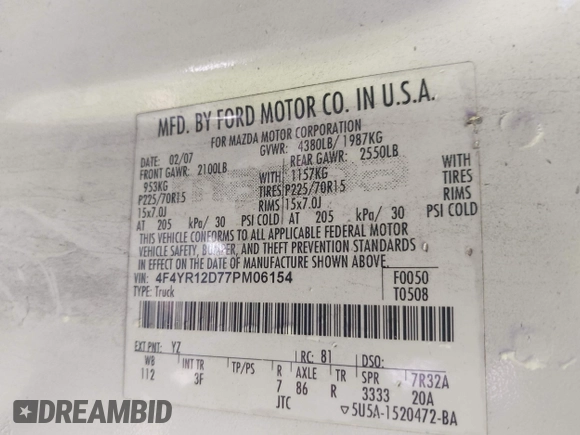 MFD. BY FORD MOTOR CO. IN U.S.A.
FOR MAZDA MOTOR CORPORATION
DATE: 02/07 GVWR: 4380LB/ 1987KG
FRONT GAWR: 2100LB REAR GAWR: 2550LB
953KG WITH 1157KG WITH
P225/70R15 TIRES P225/70R15 TIRES
15x7.0J RIMS 15x7.0J RIMS
AT 205 kPa/ 30 PSI COLD AT 205 kPa/ 30 PSI COLD
THIS VEHICLE CONFORMS TO ALL APPLICABLE FEDERAL MOTOR
VEHICLE SAFETY, BUMPER, AND THEFT PREVENTION STANDARDS
IN EFFECT ON THE DATE OF MANUFACTURE SHOWN ABOVE.
VIN: 4F4YR12D77PM06154 F0050
TYPE: Truck T0508
EXT PNT: YZ RC: 81 DSO:
WB INT TR TP/PS R AXLE TR SPR 7R32A
112 3F 7 86 R 3333 20A
JTC ▽5U5A-1520472-BA
DREAMBID